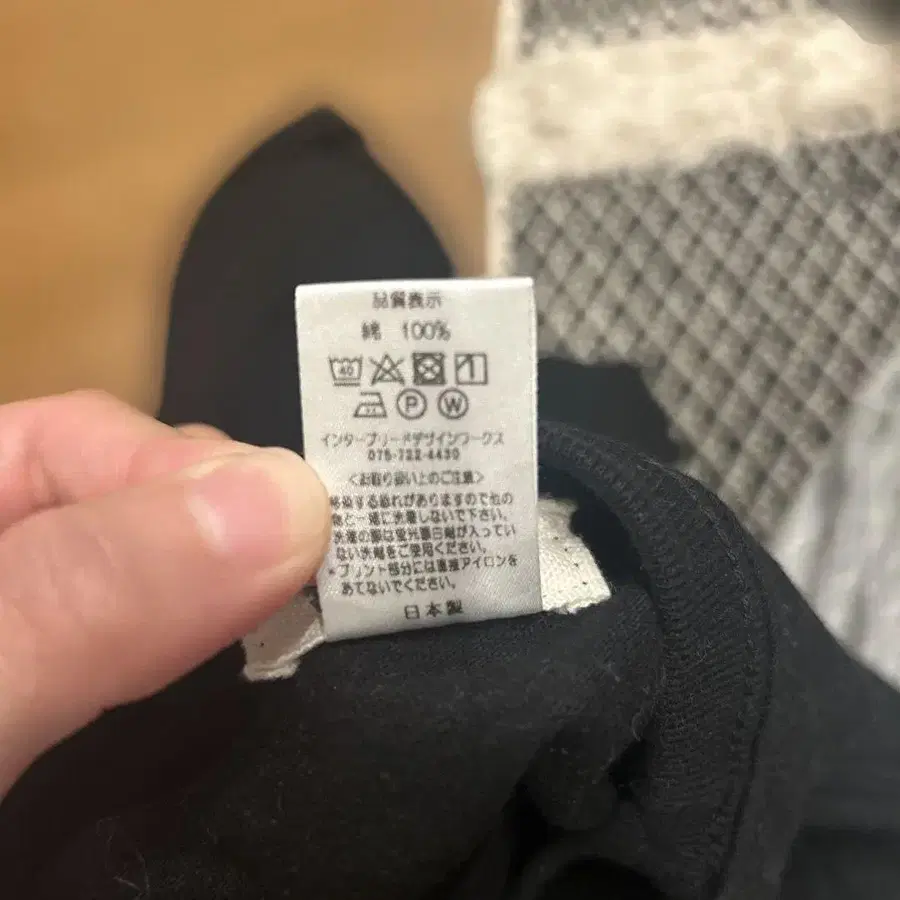 品質表示
綿 100%
40
P W
インターブリードデザインワークス
075-722-4430
<お取り扱い上のご注意>
移染する恐れがありますので他の
物と一緒に洗濯しないで下さい。
洗濯の際は蛍光増白剤が入ってい
ない洗剤をご使用ください。
* プリント部分には直接アイロンを
あてないでください。
日本製